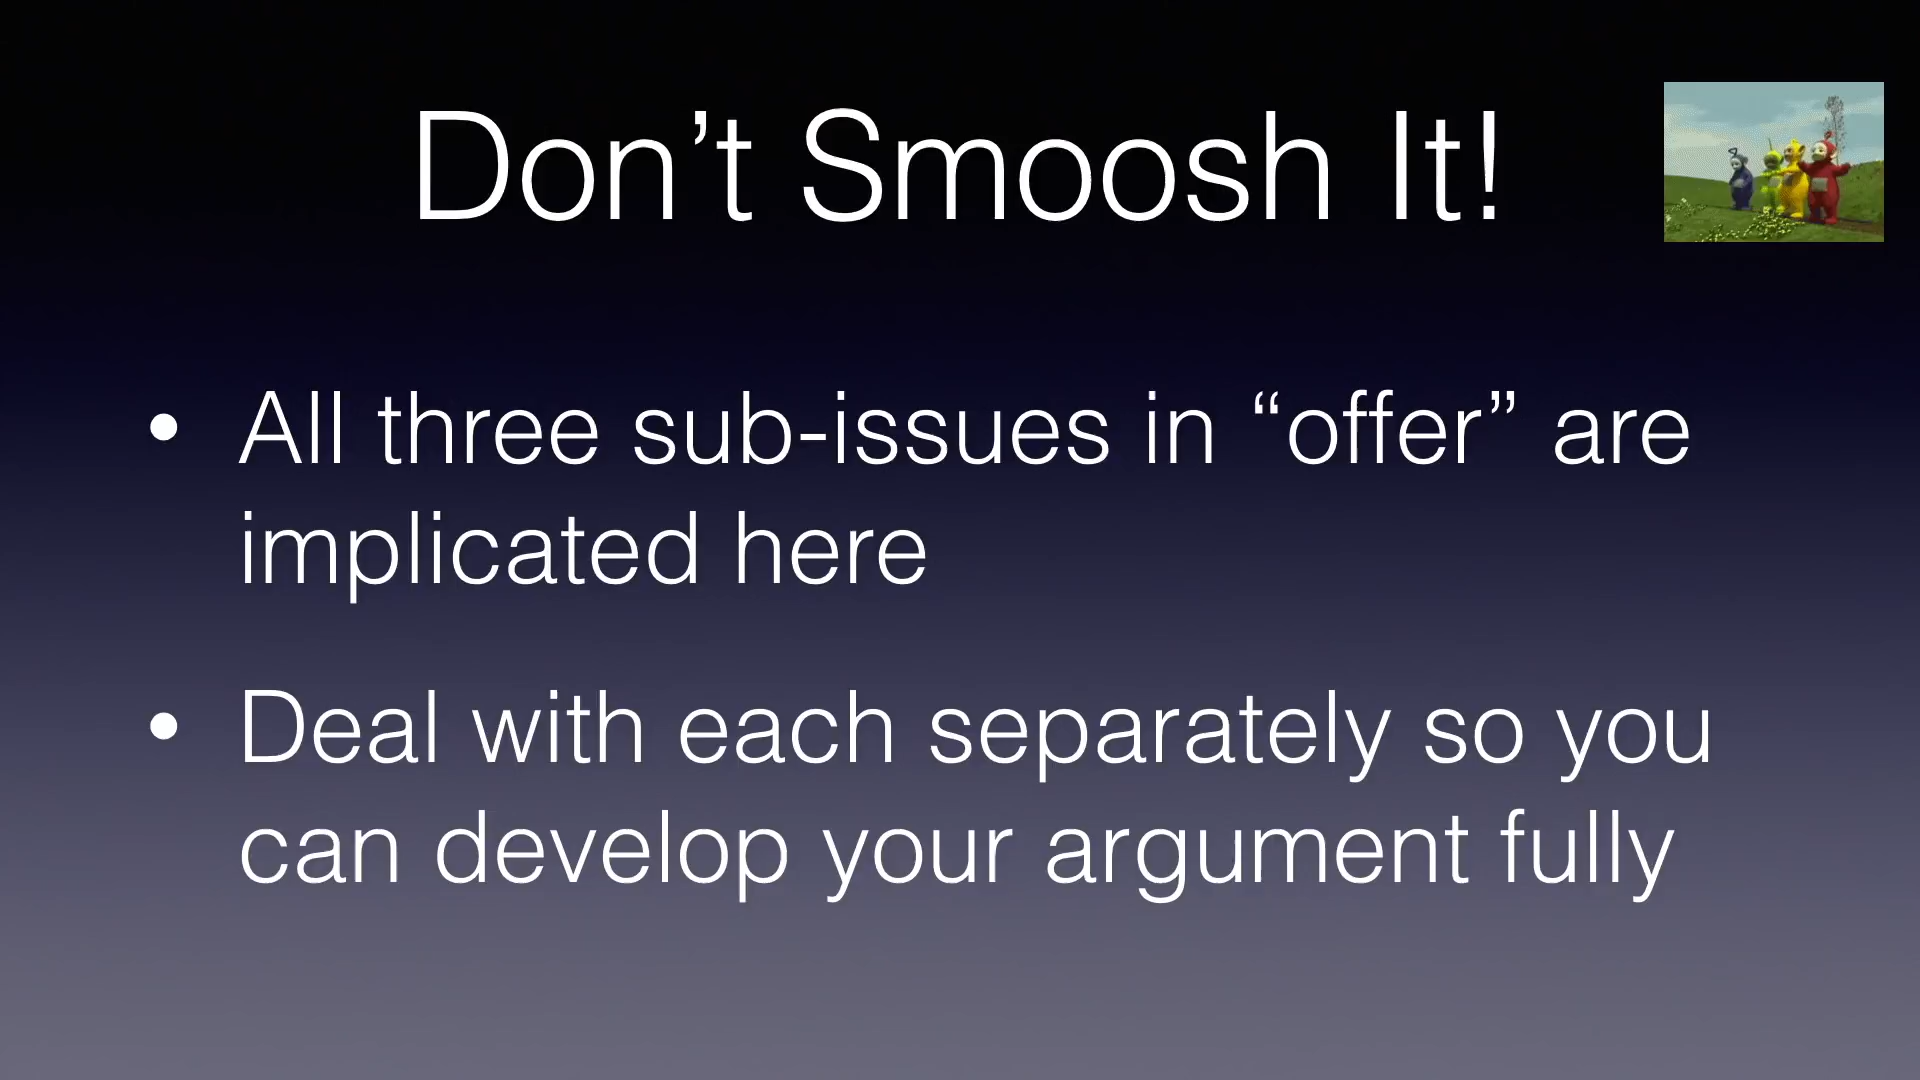 Don’t Smoosh It!
• All three sub-issues in “offer” are
implicated here
• Deal with each separately so you
can develop your argument fully